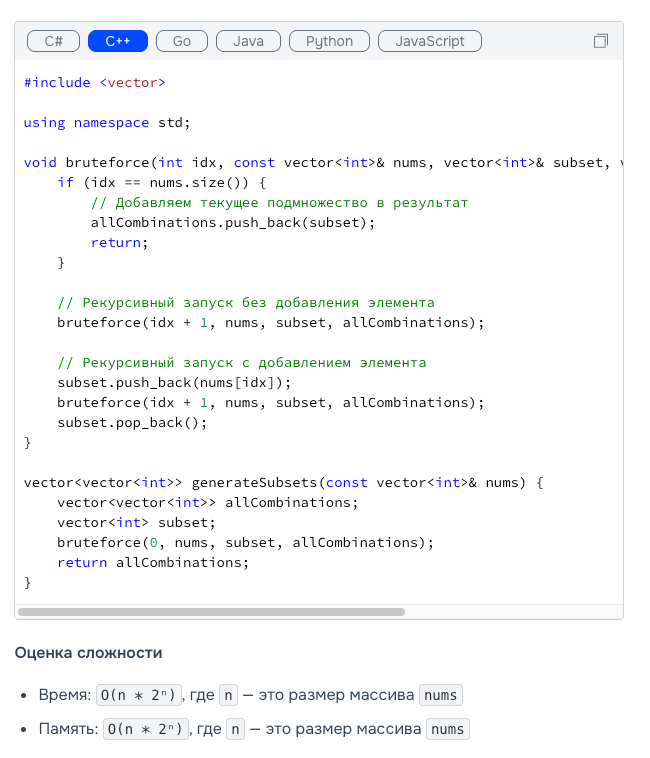 C# C++ Go Java Python JavaScript
#include <vector>
using namespace std;
void bruteforce(int idx, const vector<int>& nums, vector<int>& subset,
    if (idx == nums.size()) {
        // Добавляем текущее подмножество в результат
        allCombinations.push_back(subset);
        return;
    }
    // Рекурсивный запуск без добавления элемента
    bruteforce(idx + 1, nums, subset, allCombinations);
    // Рекурсивный запуск с добавлением элемента
    subset.push_back(nums[idx]);
    bruteforce(idx + 1, nums, subset, allCombinations);
    subset.pop_back();
}
vector<vector<int>> generateSubsets(const vector<int>& nums) {
    vector<vector<int>> allCombinations;
    vector<int> subset;
    bruteforce(0, nums, subset, allCombinations);
    return allCombinations;
}
Оценка сложности
• Время: O(n * 2ⁿ), где n — это размер массива nums
• Память: O(n * 2ⁿ), где n — это размер массива nums